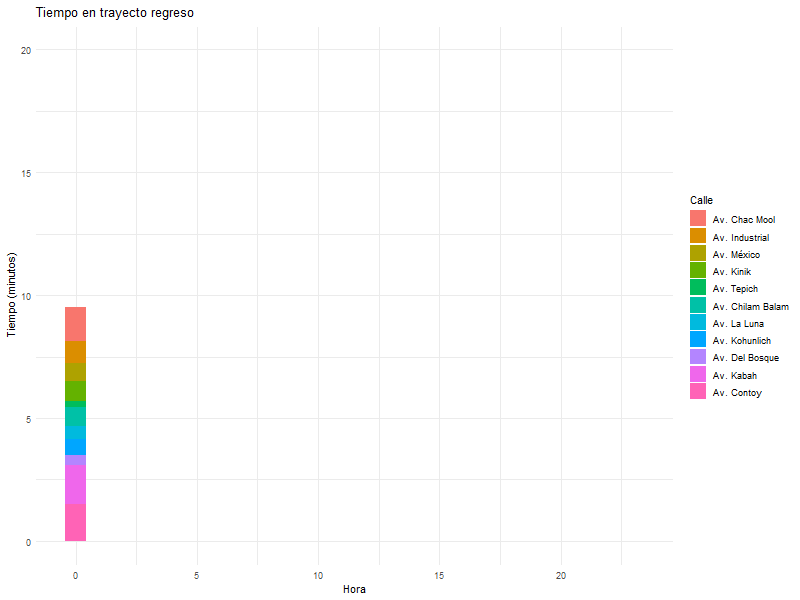 Tiempo en trayecto regreso
Tiempo (minutos)
20
15
10
5
0
0
5
10
15
20
Hora
Calle
Av. Chac Mool
Av. Industrial
Av. México
Av. Kinik
Av. Tepich
Av. Chilam Balam
Av. La Luna
Av. Kohunlich
Av. Del Bosque
Av. Kabah
Av. Contoy